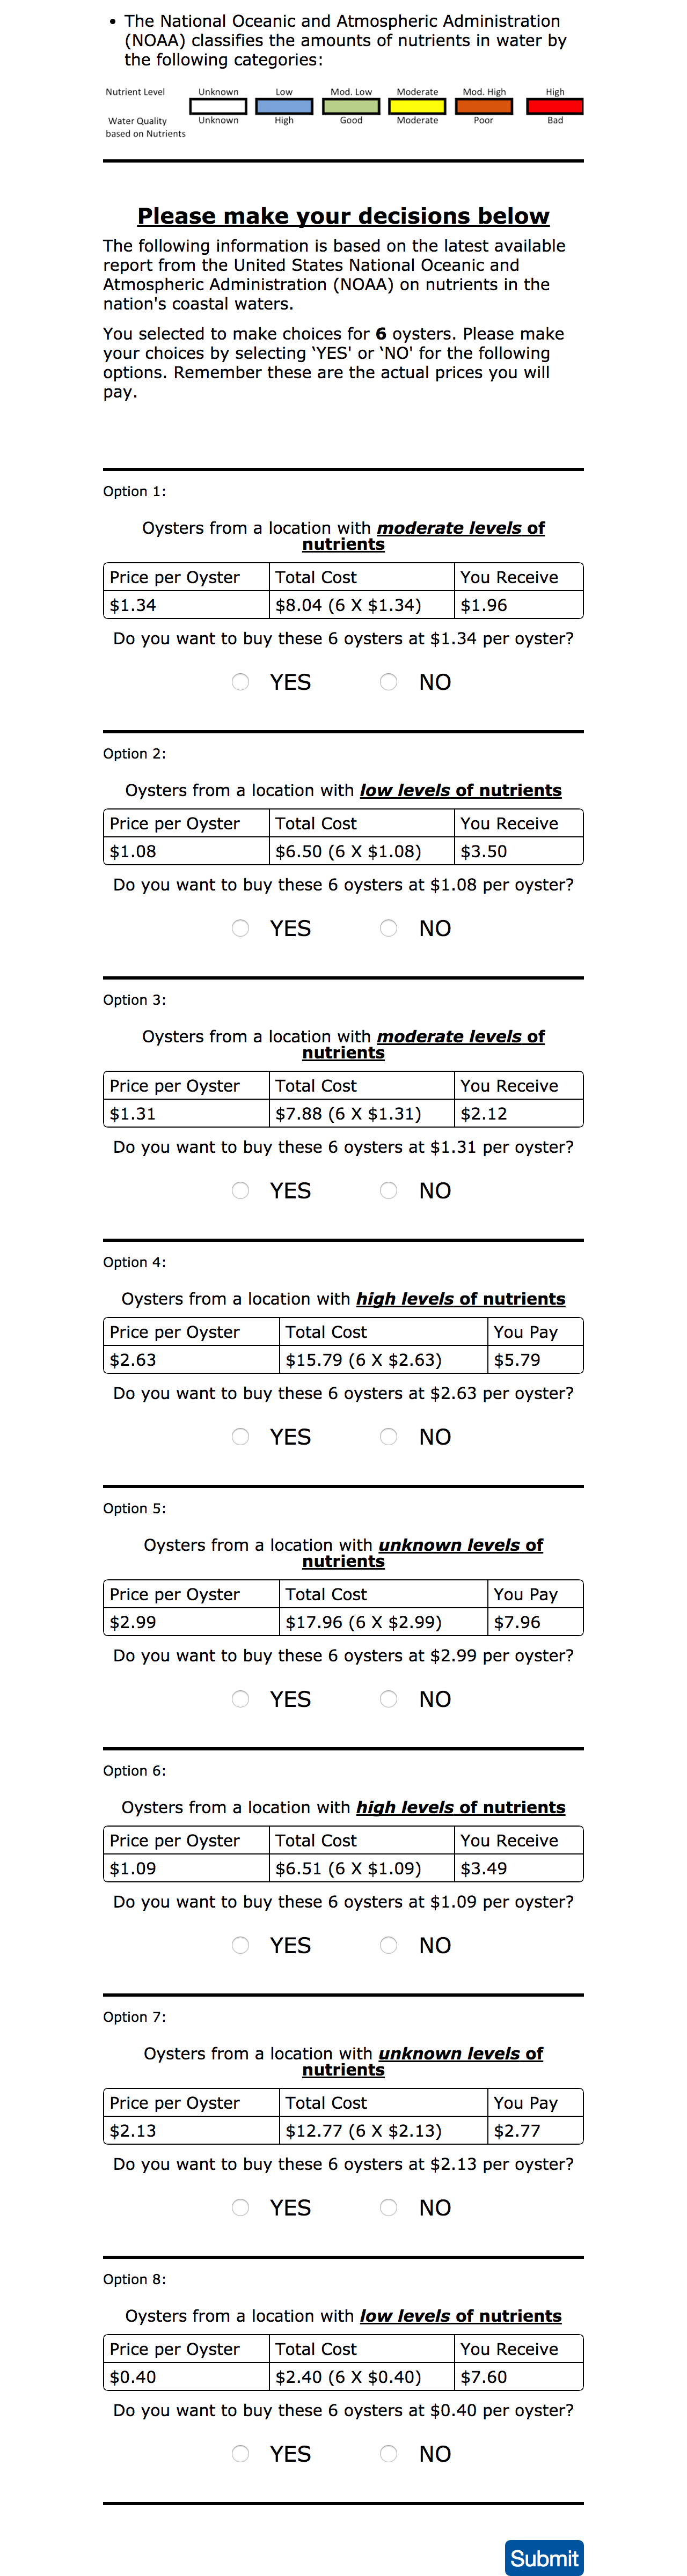 • The National Oceanic and Atmospheric Administration
(NOAA) classifies the amounts of nutrients in water by
the following categories:
Nutrient Level Unknown Low Mod. Low Moderate Mod. High High
Water Quality Unknown High Good Moderate Poor Bad
based on Nutrients
Please make your decisions below
The following information is based on the latest available
report from the United States National Oceanic and
Atmospheric Administration (NOAA) on nutrients in the
nation's coastal waters.
You selected to make choices for 6 oysters. Please make
your choices by selecting ‘YES' or ‘NO' for the following
options. Remember these are the actual prices you will
pay.
Option 1:
Oysters from a location with moderate levels of
nutrients
Price per Oyster Total Cost You Receive
$1.34 $8.04 (6 X $1.34) $1.96
Do you want to buy these 6 oysters at $1.34 per oyster?
YES NO
Option 2:
Oysters from a location with low levels of nutrients
Price per Oyster Total Cost You Receive
$1.08 $6.50 (6 X $1.08) $3.50
Do you want to buy these 6 oysters at $1.08 per oyster?
YES NO
Option 3:
Oysters from a location with moderate levels of
nutrients
Price per Oyster Total Cost You Receive
$1.31 $7.88 (6 X $1.31) $2.12
Do you want to buy these 6 oysters at $1.31 per oyster?
YES NO
Option 4:
Oysters from a location with high levels of nutrients
Price per Oyster Total Cost You Pay
$2.63 $15.79 (6 X $2.63) $5.79
Do you want to buy these 6 oysters at $2.63 per oyster?
YES NO
Option 5:
Oysters from a location with unknown levels of
nutrients
Price per Oyster Total Cost You Pay
$2.99 $17.96 (6 X $2.99) $7.96
Do you want to buy these 6 oysters at $2.99 per oyster?
YES NO
Option 6:
Oysters from a location with high levels of nutrients
Price per Oyster Total Cost You Receive
$1.09 $6.51 (6 X $1.09) $3.49
Do you want to buy these 6 oysters at $1.09 per oyster?
YES NO
Option 7:
Oysters from a location with unknown levels of
nutrients
Price per Oyster Total Cost You Pay
$2.13 $12.77 (6 X $2.13) $2.77
Do you want to buy these 6 oysters at $2.13 per oyster?
YES NO
Option 8:
Oysters from a location with low levels of nutrients
Price per Oyster Total Cost You Receive
$0.40 $2.40 (6 X $0.40) $7.60
Do you want to buy these 6 oysters at $0.40 per oyster?
YES NO
Submit